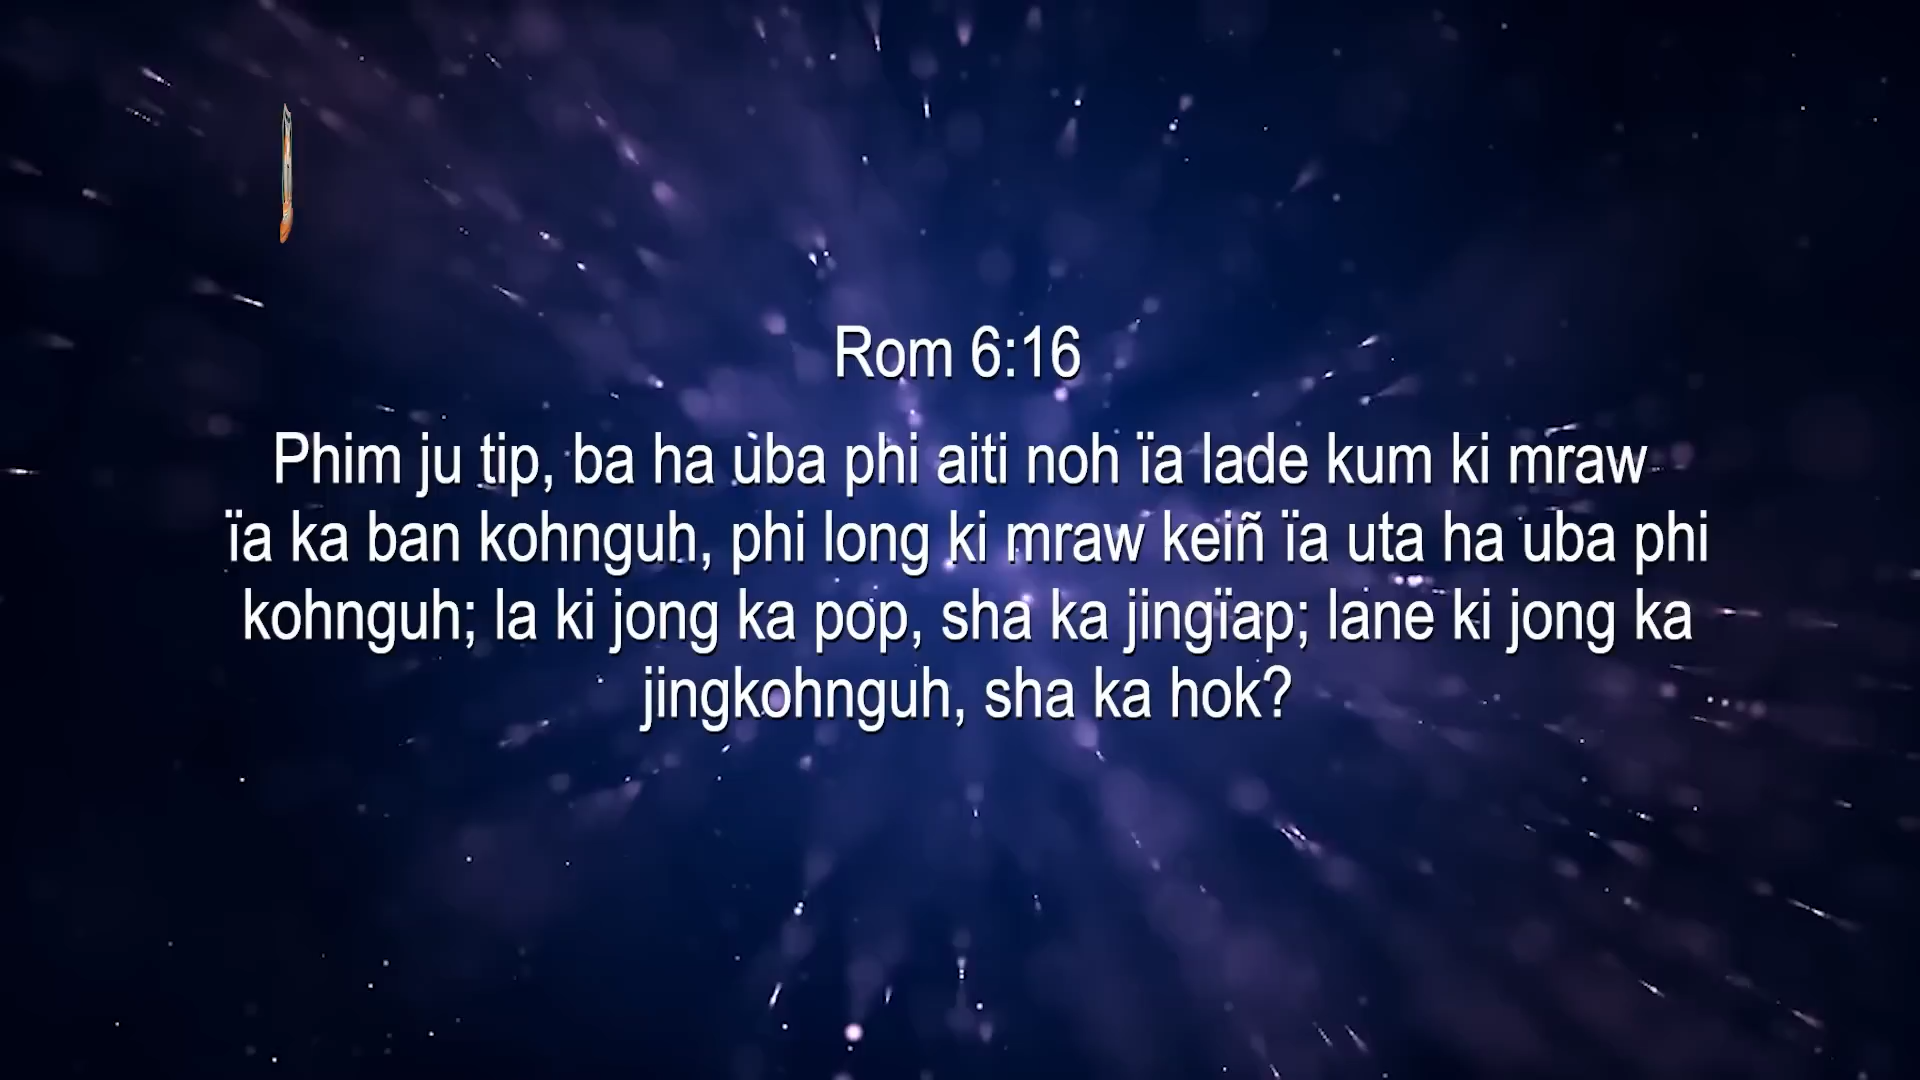 Rom 6:16
Phim ju tip, ba ha uba phi aiti noh ïa lade kum ki mraw
ïa ka ban kohnguh, phi long ki mraw keiñ ïa uta ha uba phi
kohnguh; la ki jong ka pop, sha ka jingïap; lane ki jong ka
jingkohnguh, sha ka hok?